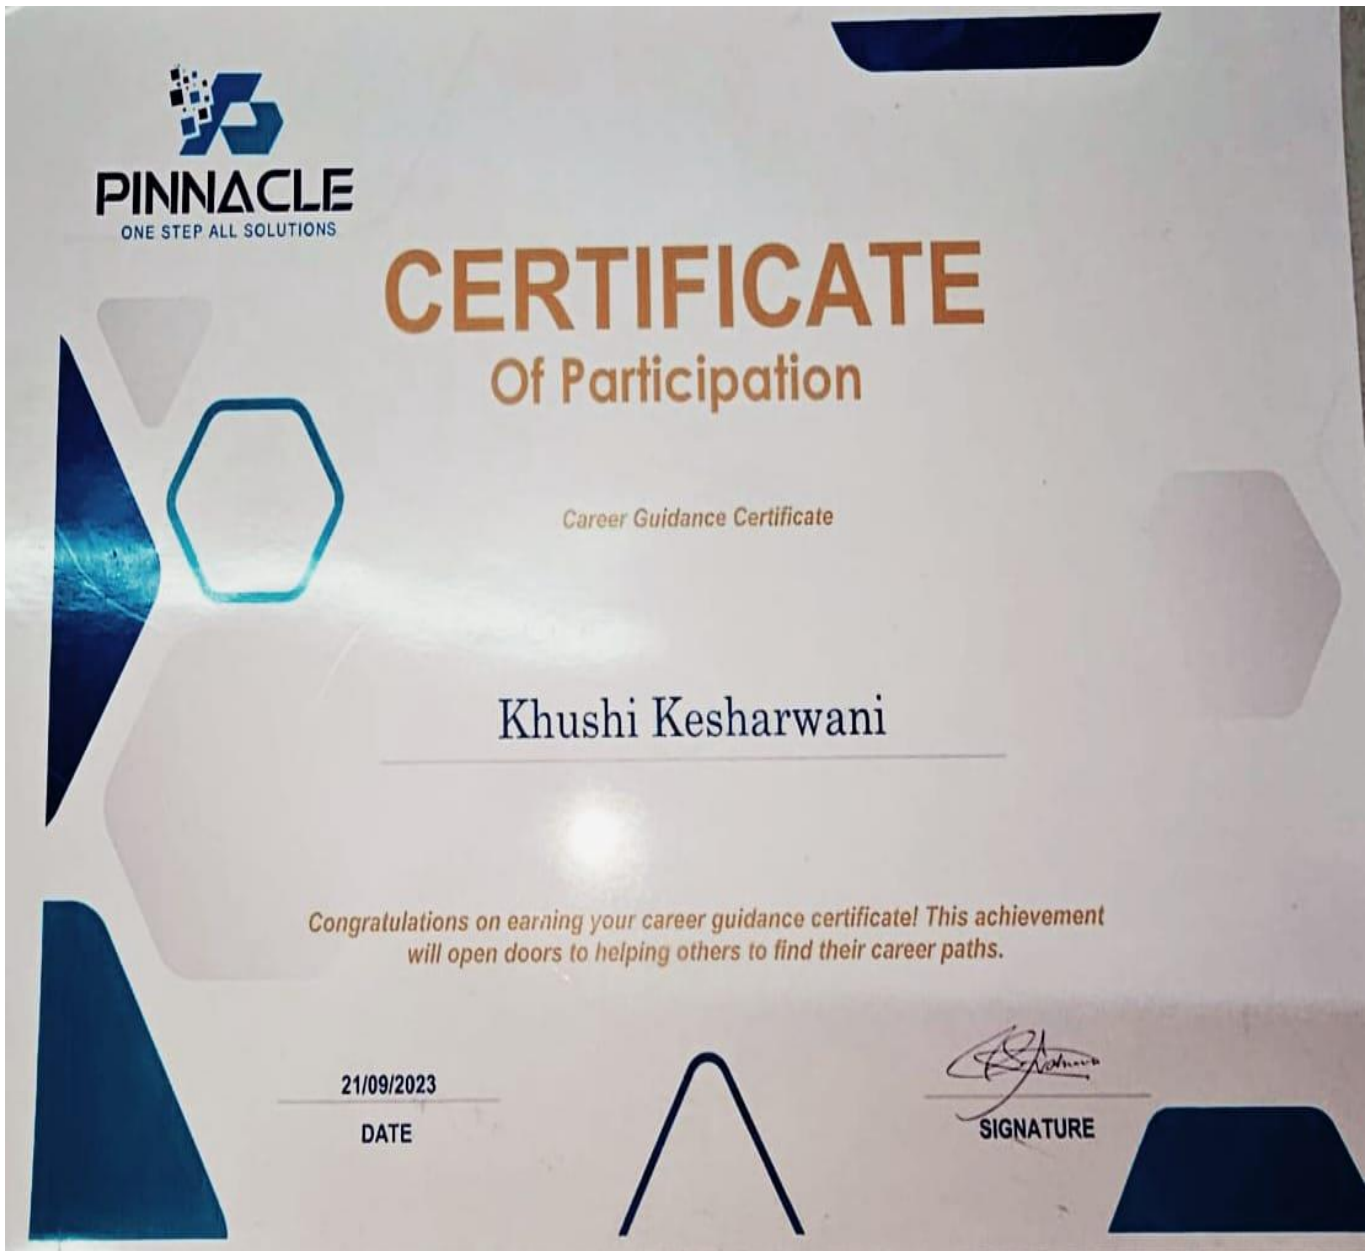 PINNACLE
ONE STEP ALL SOLUTIONS
CERTIFICATE
Of Participation
Career Guidance Certificate
Khushi Kesharwani
Congratulations on earning your career guidance certificate! This achievement
will open doors to helping others to find their career paths.
21/09/2023
DATE
SIGNATURE